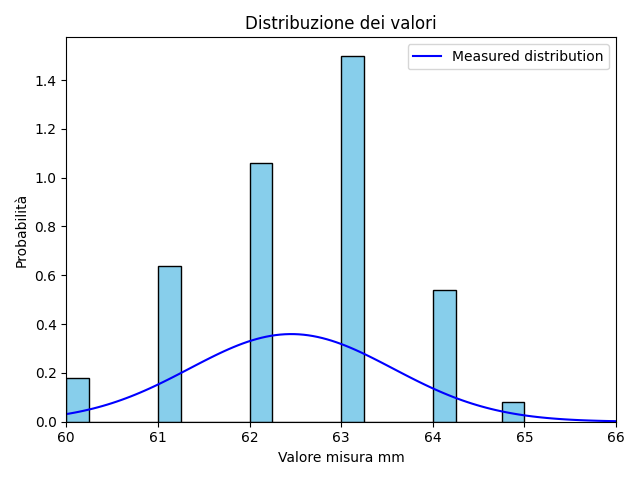 Distribuzione dei valori
Measured distribution
Probabilità
1.4
1.2
1.0
0.8
0.6
0.4
0.2
0.0
60 61 62 63 64 65 66
Valore misura mm